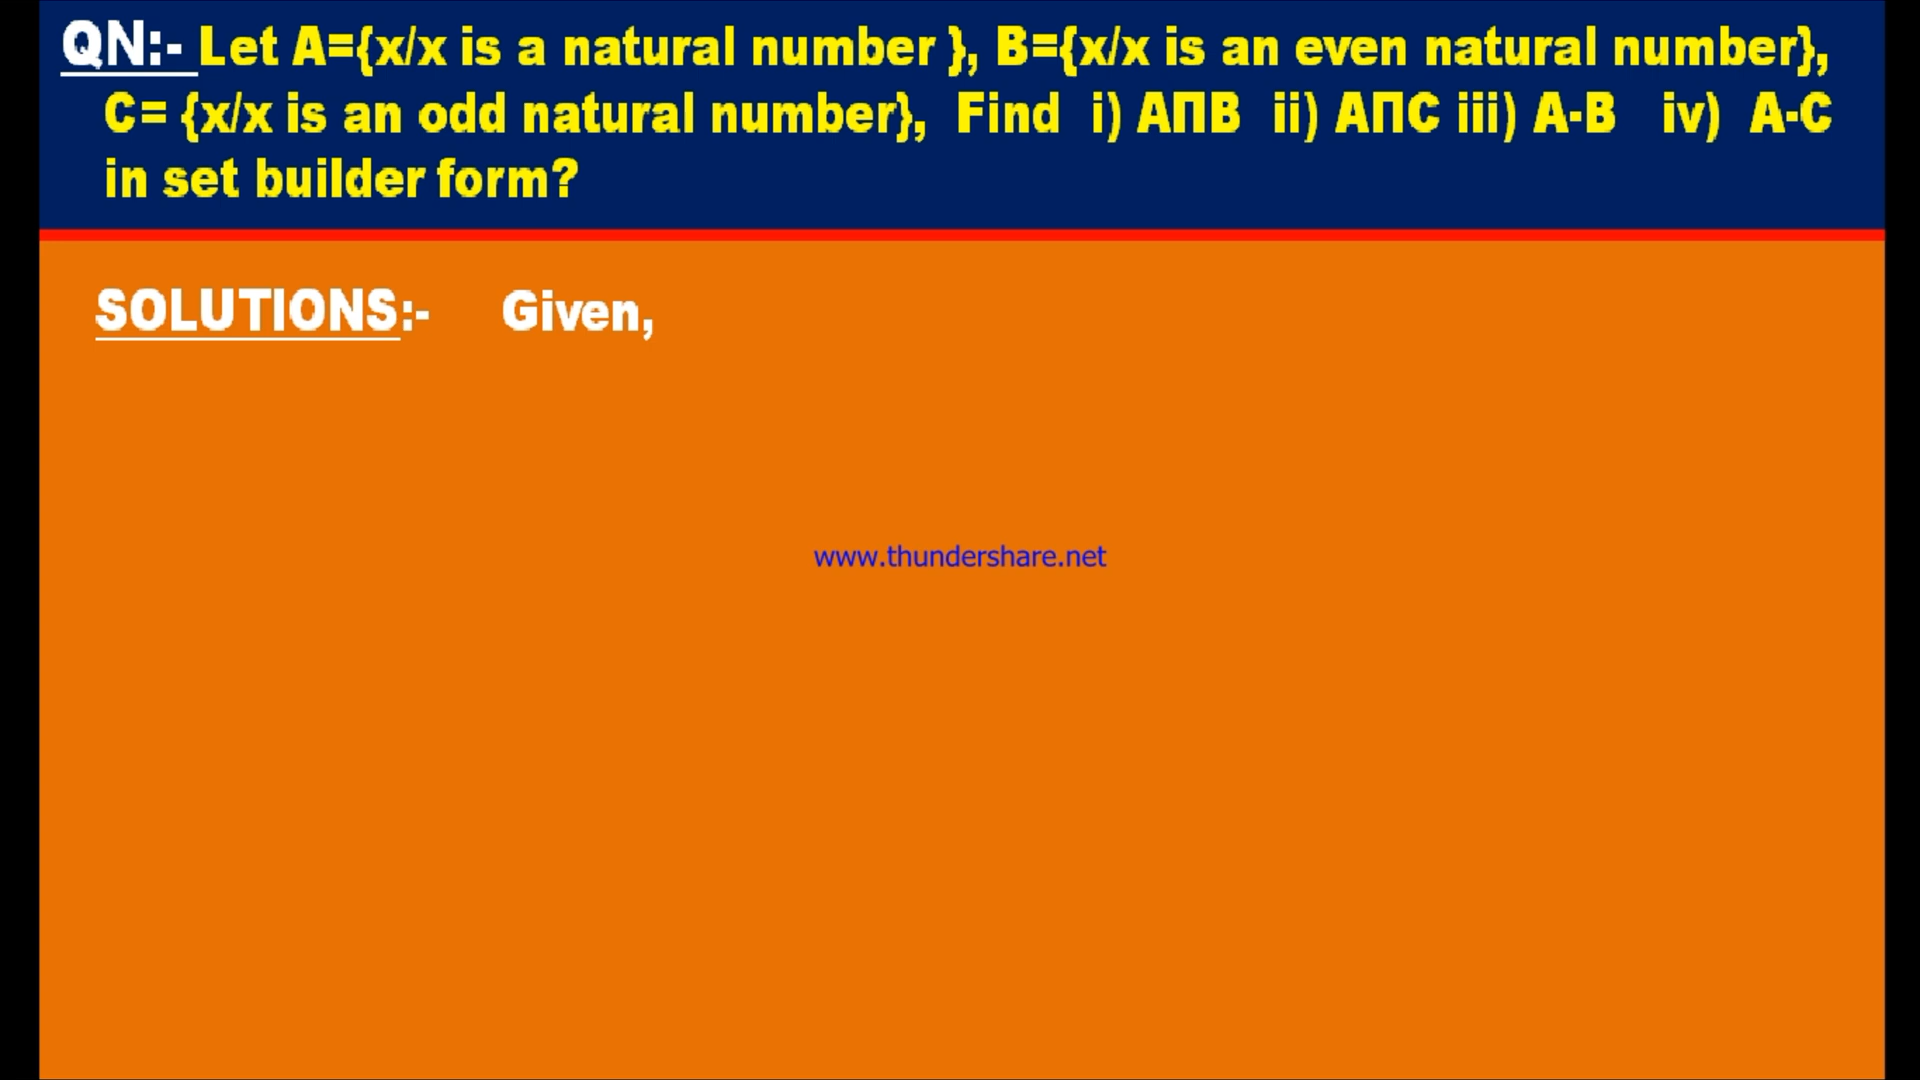 QN:- Let A={x/x is a natural number }, B={x/x is an even natural number},
C= {x/x is an odd natural number}, Find i) AПB ii) AПC iii) A-B iv) A-C
in set builder form?
SOLUTIONS:- Given,
www.thundershare.net